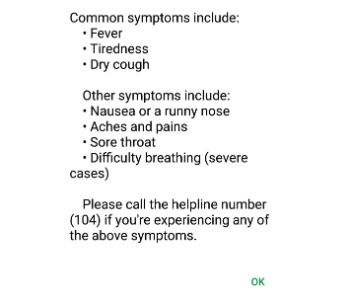 Common symptoms include:
• Fever
• Tiredness
• Dry cough
Other symptoms include:
• Nausea or a runny nose
• Aches and pains
• Sore throat
• Difficulty breathing (severe
cases)
Please call the helpline number
(104) if you're experiencing any of
the above symptoms.
OK